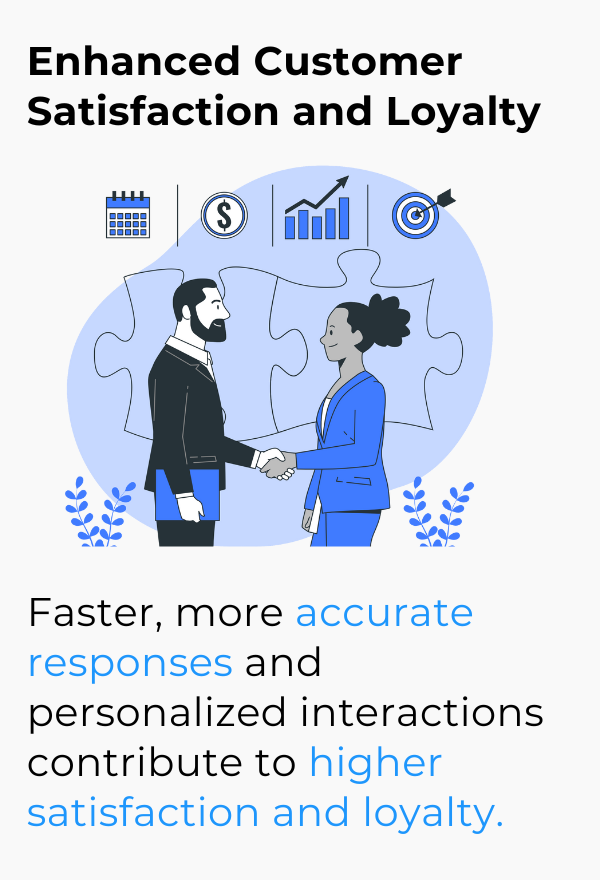 Enhanced Customer
Satisfaction and Loyalty
$
Faster, more accurate
responses and
personalized interactions
contribute to higher
satisfaction and loyalty.